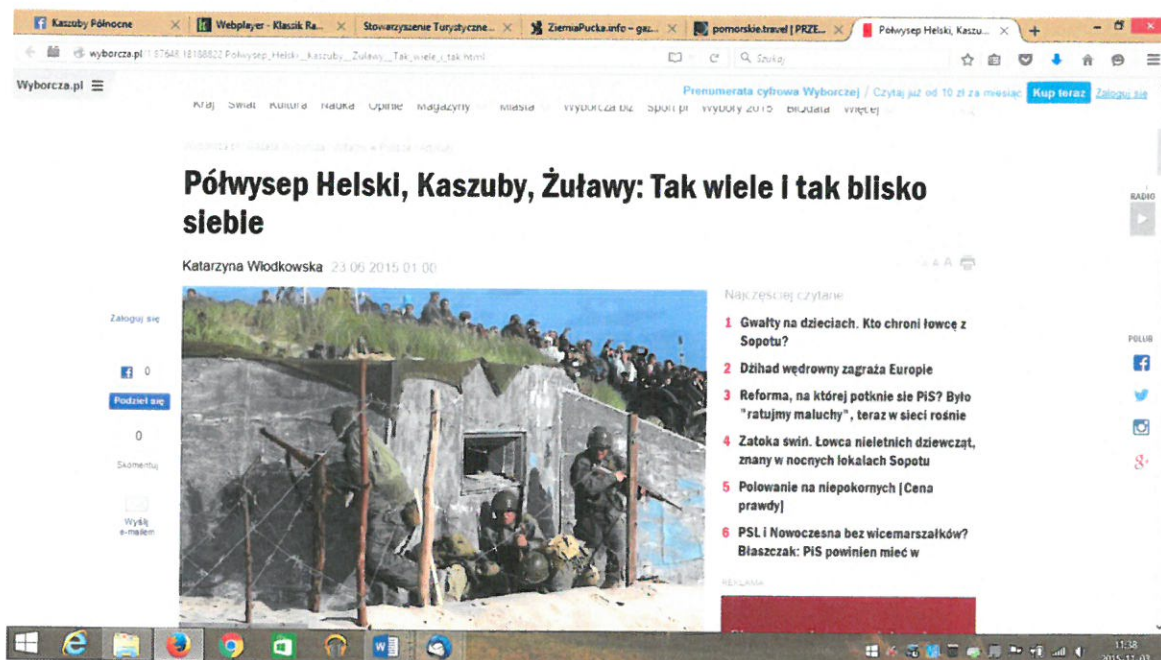 Kaszuby Północne
Webplayer - Klassik Ra...
Stowarzyszenie Turystyczne...
ZiemiaPucka.info – gaz...
pomorskie.travel [ PRZE...
Półwysep Helski, Kaszu...
wyborcza.pl
Szukaj
Wyborcza.pl
Prenumerata cyfrowa Wyborczej / Czytaj już od 10 zł za miesiąc
Kup teraz
Zaloguj się
Kraj Świat Kultura Nauka Opinie Magazyny Miasta Wyborcza.biz Sport.pl Wybory 2015 BIQdata Więcej
Półwysep Helski, Kaszuby, Żuławy: Tak wiele i tak blisko
siebie
Katarzyna Włodkowska 23.06.2015 01:00
A A
RADIO
Zaloguj się
0
Podziel się
0
Skomentuj
Wyślij
e-mailem
Najczęściej czytane
1 Gwałty na dzieciach. Kto chroni łowcę z
Sopotu?
2 Dżihad wędrowny zagraża Europie
3 Reforma, na której potknie sie PiS? Było
"ratujmy maluchy", teraz w sieci rośnie
4 Zatoka świń. Łowca nieletnich dziewcząt,
znany w nocnych lokalach Sopotu
5 Polowanie na niepokornych [Cena
prawdy]
6 PSL i Nowoczesna bez wicemarszałków?
Błaszczak: PiS powinien mieć w
REKLAMA
POLUB
11:38
2015-11-03